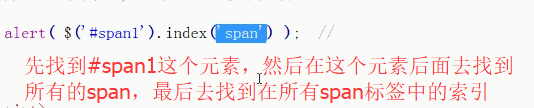 alert( $('#span1').index('span') );  //
先找到#span1这个元素，然后在这个元素后面去找到
所有的span，最后去找到在所有span标签中的索引